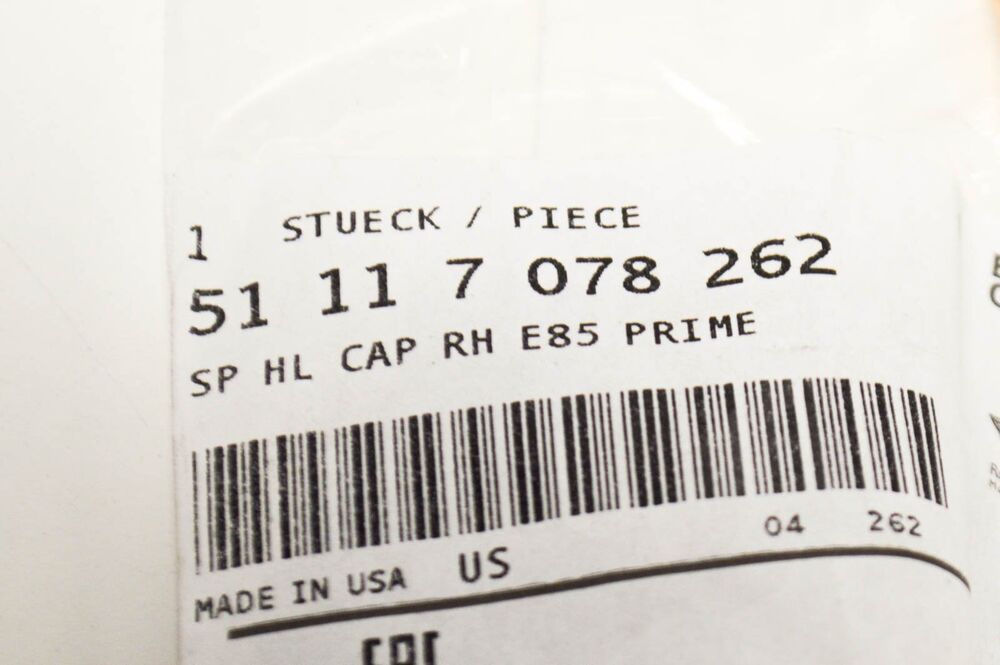 1 STUECK / PIECE
51 11 7 078 262
SP HL CAP RH E85 PRIME
04 262
MADE IN USA US